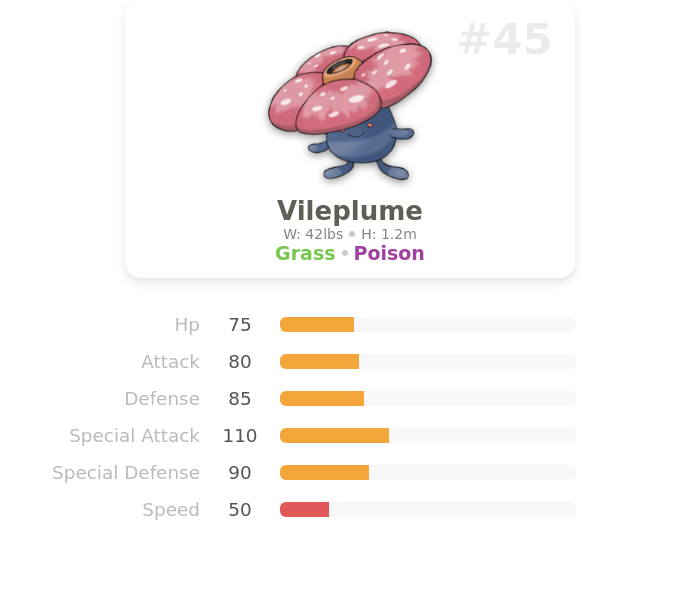 #45
Vileplume
W: 42lbs • H: 1.2m
Grass • Poison
Hp 75
Attack 80
Defense 85
Special Attack 110
Special Defense 90
Speed 50